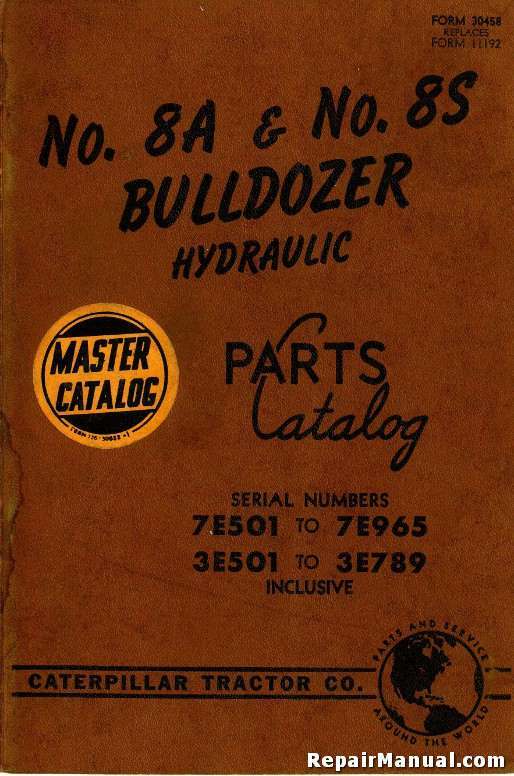 FORM 30458
REPLACES
FORM 11192
No. 8A & No. 8S
BULLDOZER
HYDRAULIC
MASTER
CATALOG
PARTS
Catalog
SERIAL NUMBERS
7E501 TO 7E965
3E501 TO 3E789
INCLUSIVE
CATERPILLAR TRACTOR CO.
PARTS AND SERVICE
AROUND THE WORLD
RepairManual.com